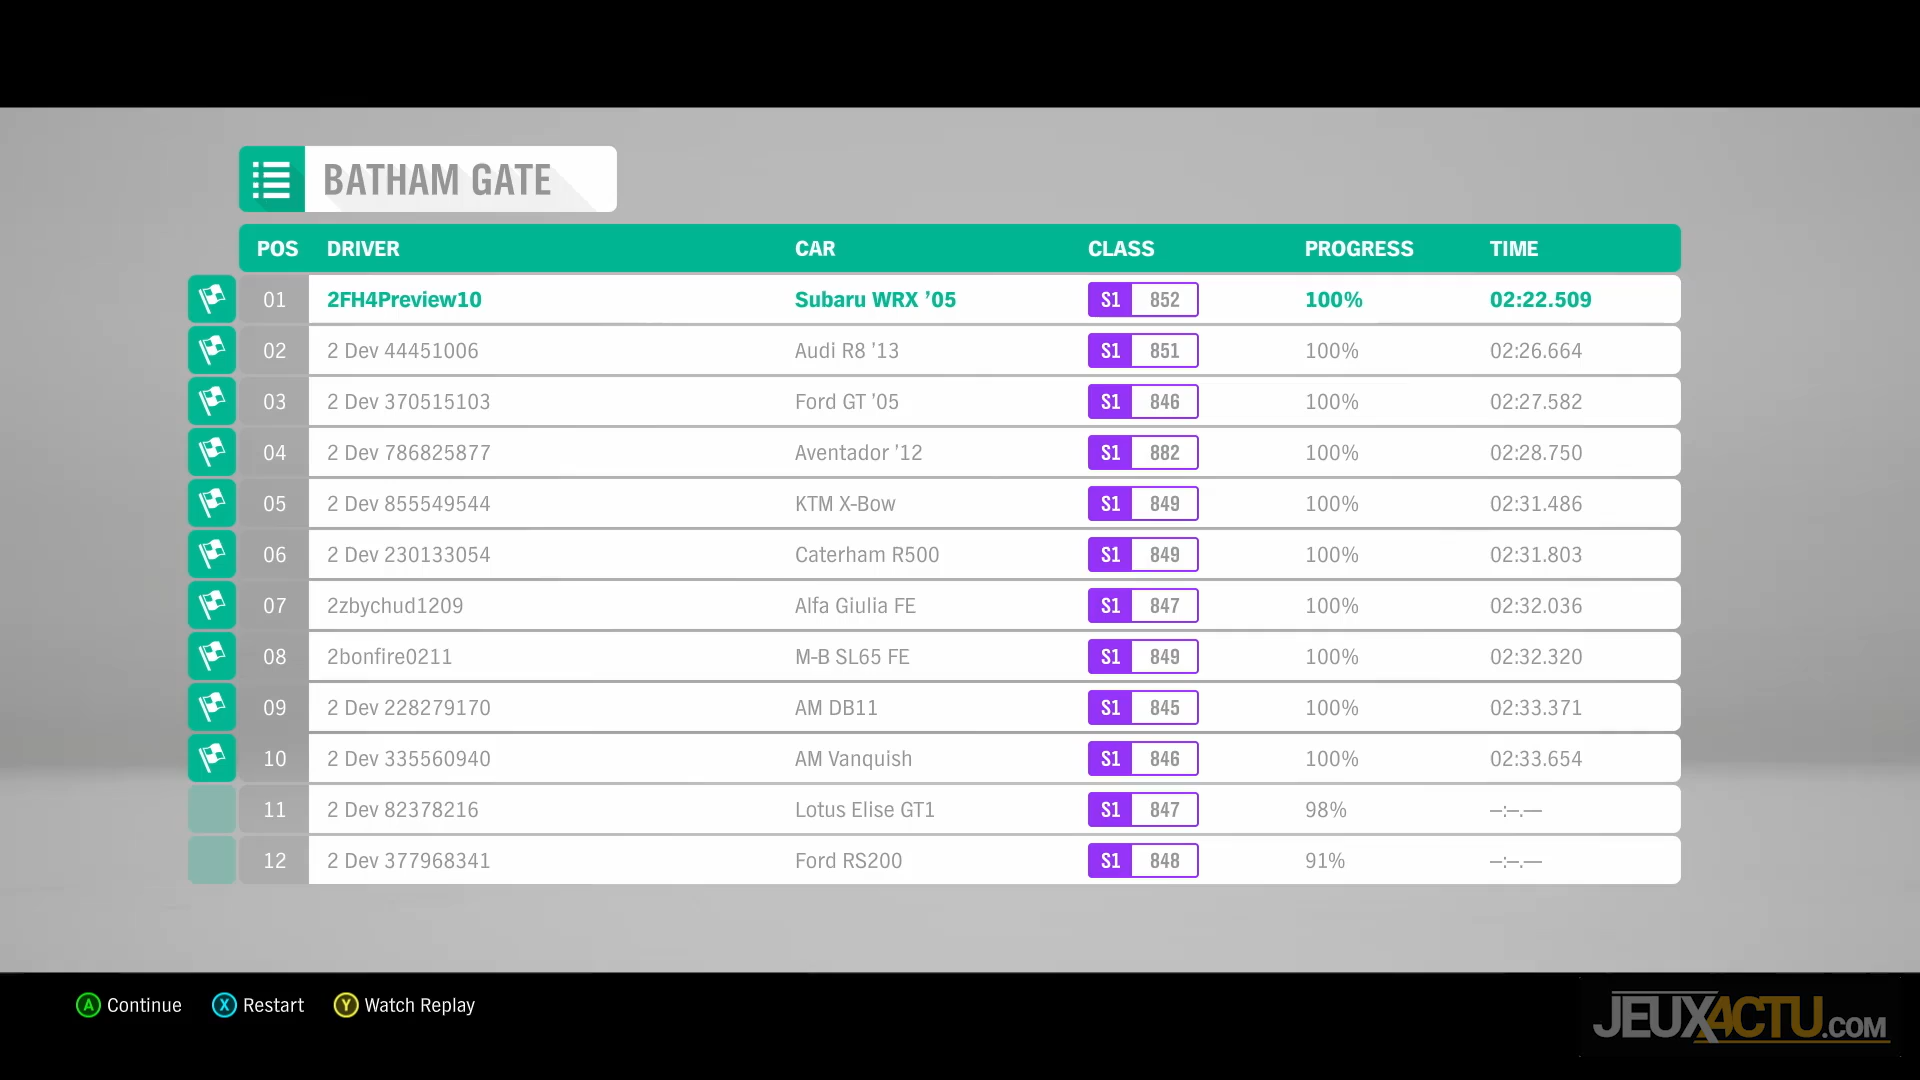 BATHAM GATE
POS DRIVER CAR CLASS PROGRESS TIME
01 2FH4Preview10 Subaru WRX ’05 S1 852 100% 02:22.509
02 2 Dev 44451006 Audi R8 ’13 S1 851 100% 02:26.664
03 2 Dev 370515103 Ford GT ’05 S1 846 100% 02:27.582
04 2 Dev 786825877 Aventador ’12 S1 882 100% 02:28.750
05 2 Dev 855549544 KTM X-Bow S1 849 100% 02:31.486
06 2 Dev 230133054 Caterham R500 S1 849 100% 02:31.803
07 2zbychud1209 Alfa Giulia FE S1 847 100% 02:32.036
08 2bonfire0211 M-B SL65 FE S1 849 100% 02:32.320
09 2 Dev 228279170 AM DB11 S1 845 100% 02:33.371
10 2 Dev 335560940 AM Vanquish S1 846 100% 02:33.654
11 2 Dev 82378216 Lotus Elise GT1 S1 847 98% –:–.––
12 2 Dev 377968341 Ford RS200 S1 848 91% –:–.––
A Continue X Restart Y Watch Replay
JEUXACTU.COM